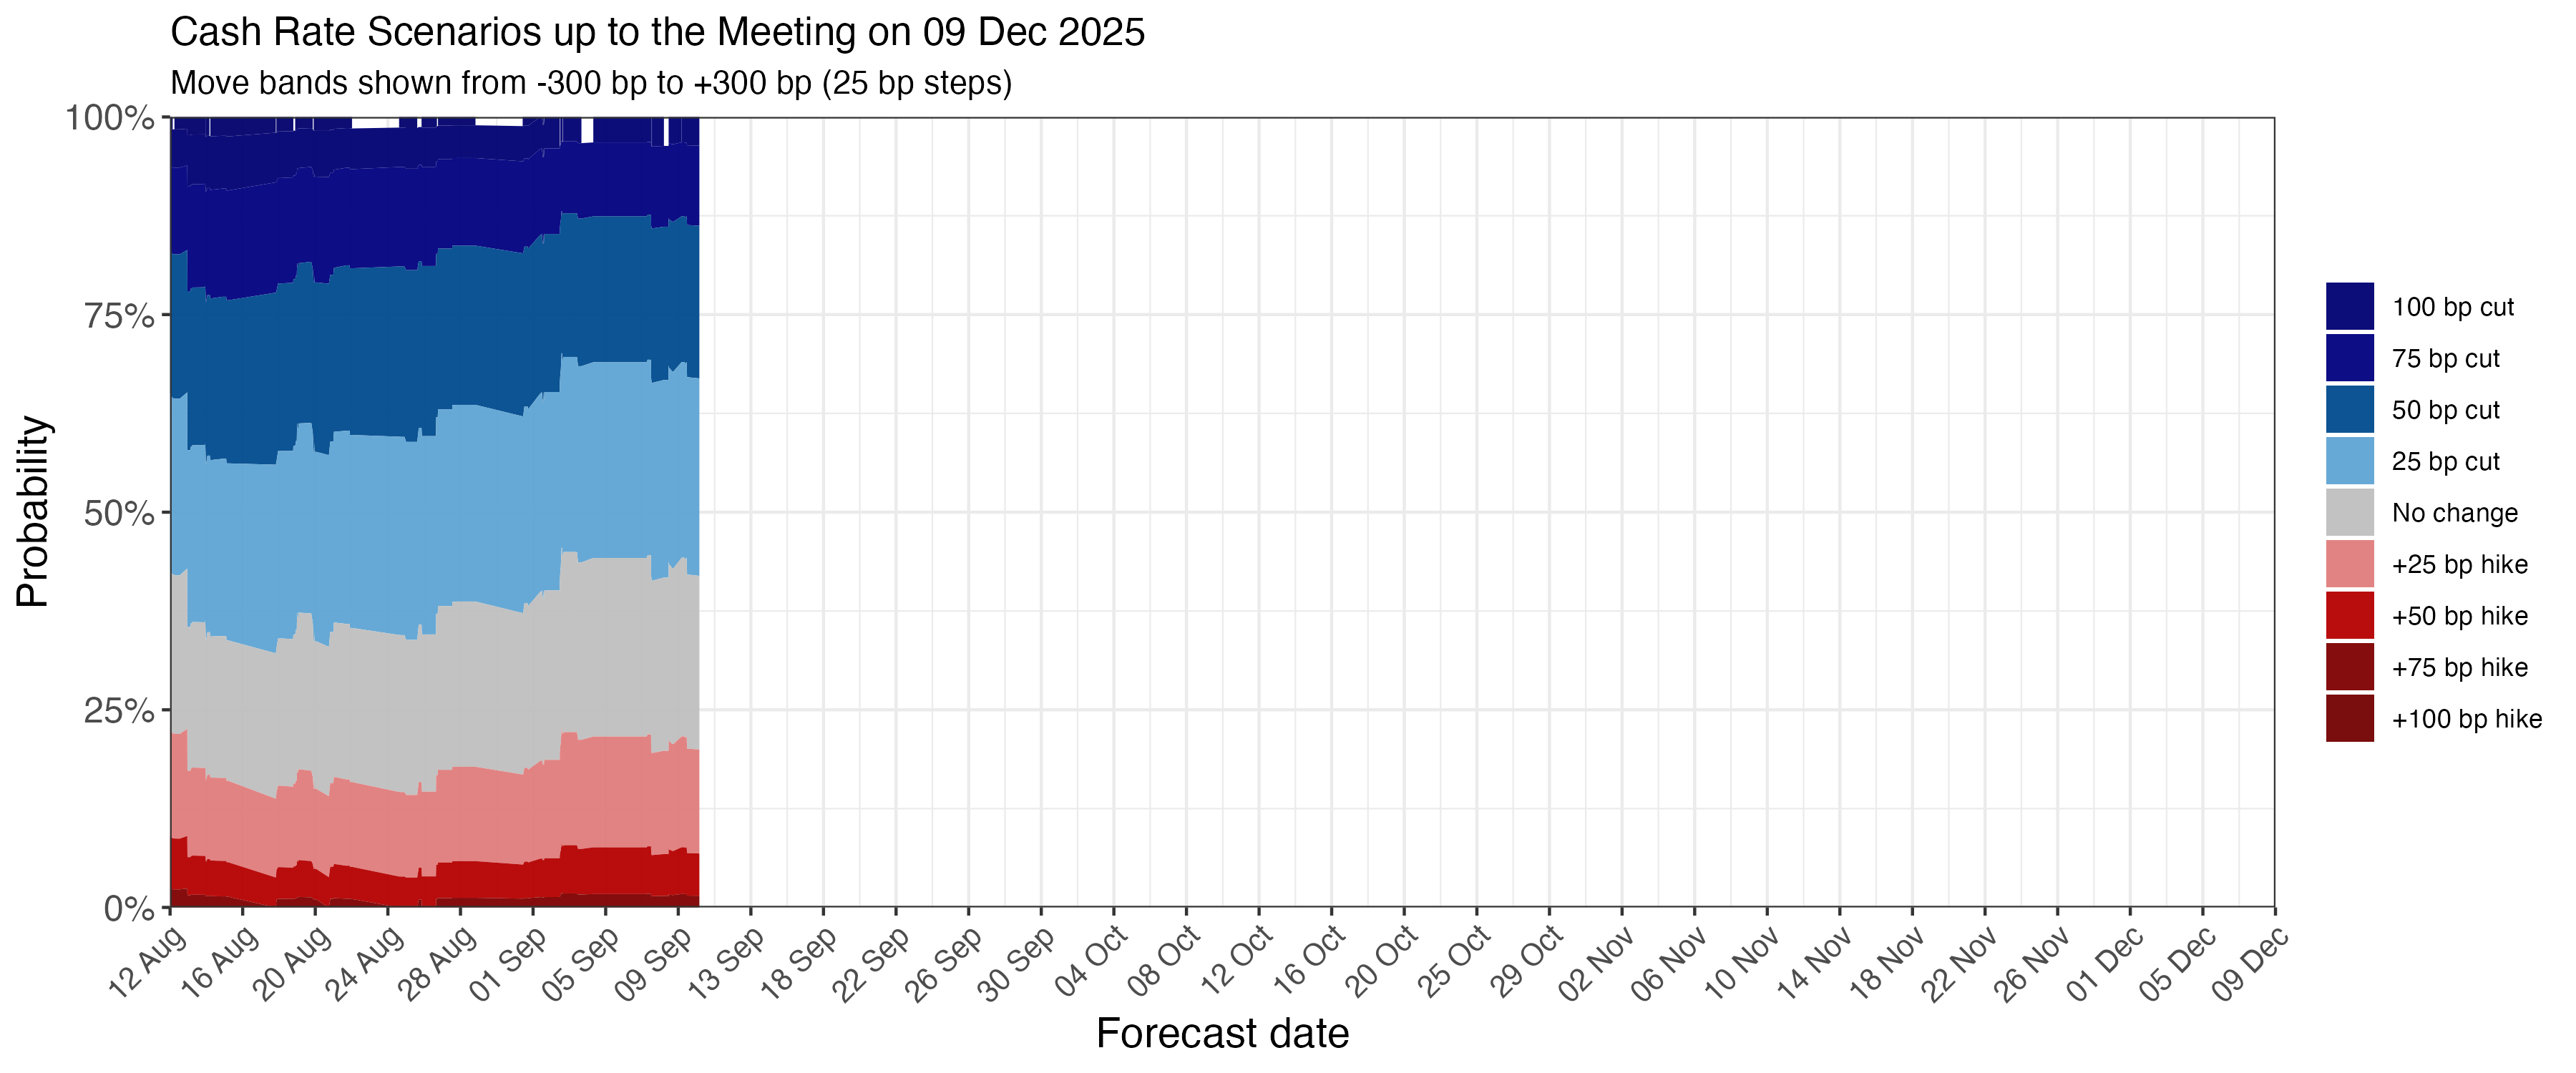 Cash Rate Scenarios up to the Meeting on 09 Dec 2025
Move bands shown from -300 bp to +300 bp (25 bp steps)
Probability
100%
75%
50%
25%
0%
12 Aug
16 Aug
20 Aug
24 Aug
28 Aug
01 Sep
05 Sep
09 Sep
13 Sep
18 Sep
22 Sep
26 Sep
30 Sep
04 Oct
08 Oct
12 Oct
16 Oct
20 Oct
25 Oct
29 Oct
02 Nov
06 Nov
10 Nov
14 Nov
18 Nov
22 Nov
26 Nov
01 Dec
05 Dec
09 Dec
Forecast date
100 bp cut
75 bp cut
50 bp cut
25 bp cut
No change
+25 bp hike
+50 bp hike
+75 bp hike
+100 bp hike